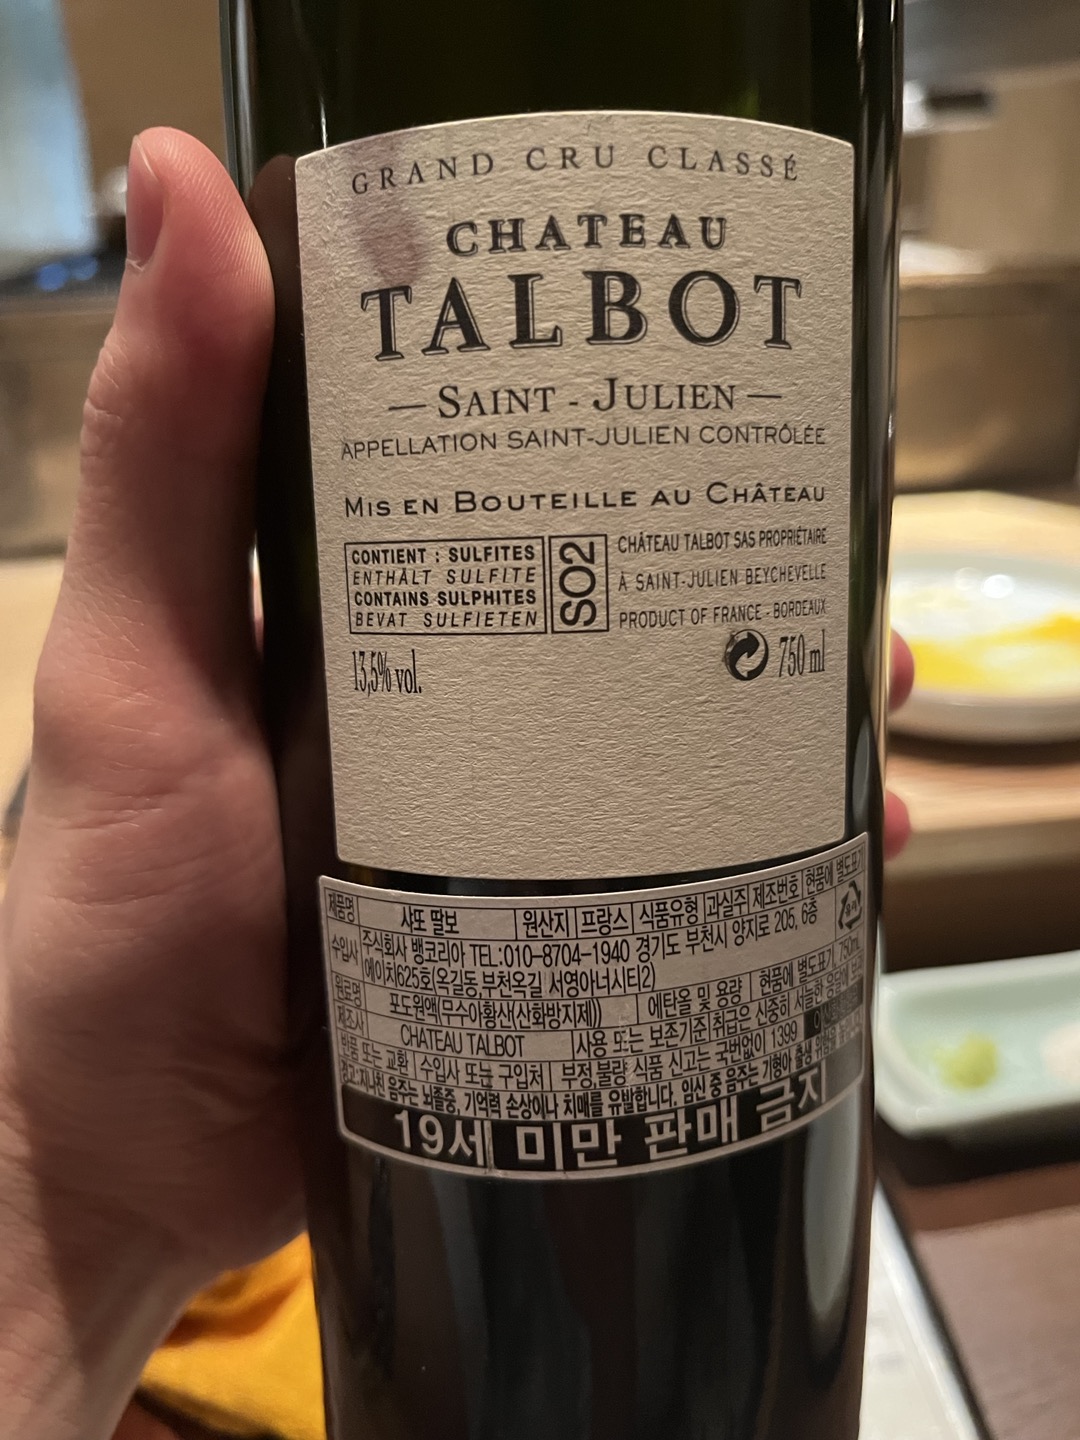 GRAND CRU CLASSÉ
CHATEAU
TALBOT
— SAINT - JULIEN —
APPELLATION SAINT-JULIEN CONTRÔLÉE
MIS EN BOUTEILLE AU CHÂTEAU
CONTIENT : SULFITES
ENTHÄLT SULFITE
CONTAINS SULPHITES
BEVAT SULFIETEN
SO2
CHÂTEAU TALBOT SAS PROPRIÉTAIRE
À SAINT-JULIEN BEYCHEVELLE
PRODUCT OF FRANCE - BORDEAUX
13,5% vol.
750 ml
제품명 샤또 딸보 원산지 프랑스 식품유형 과실주 제조번호 현품에 별도표기
수입사 주식회사 뱅코리아 TEL:010-8704-1940 경기도 부천시 양지로 205, 6층
에이치625호(옥길동,부천옥길 서영아너시티2)
원료명 포도원액(무수아황산(산화방지제)) 에탄올 및 용량 현품에 별도표기, 750mL
제조사 CHATEAU TALBOT 사용 또는 보존기준 취급은 신중히 서늘한
반품 또는 교환 수입사 또는 구입처 부정,불량 식품 신고는 국번없이 1399
경고:지나친 음주는 뇌졸중, 기억력 손상이나 치매를 유발합니다. 임신 중 음주는 기형아 출생
19세 미만 판매 금지